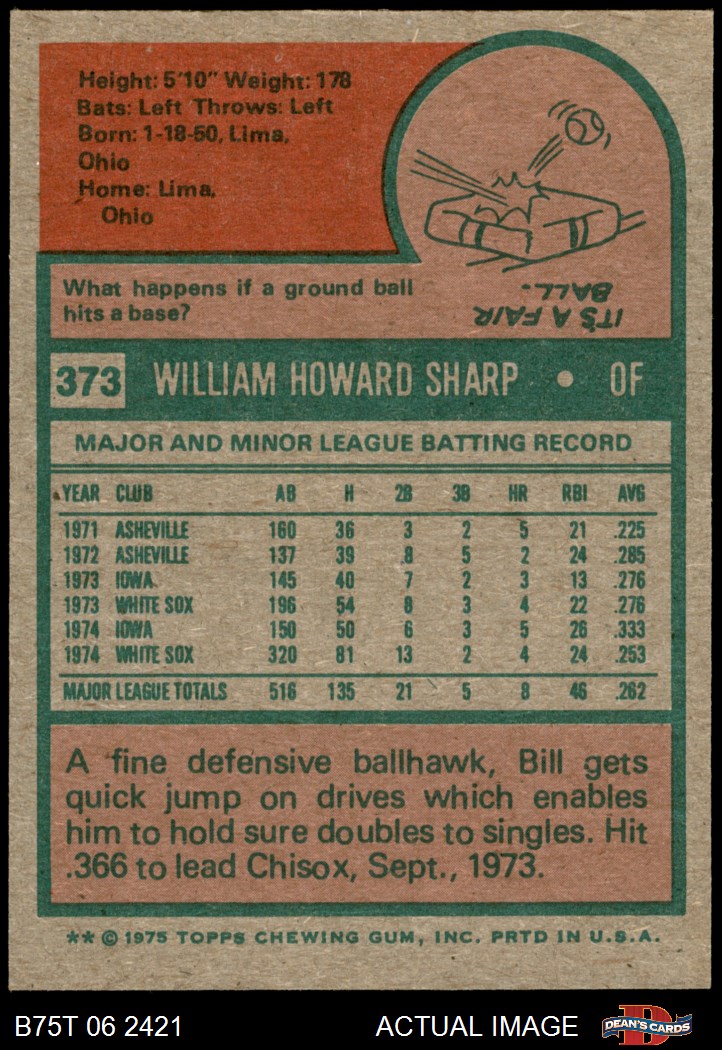 Height: 5'10" Weight: 178
Bats: Left Throws: Left
Born: 1-18-50, Lima,
Ohio
Home: Lima,
Ohio
What happens if a ground ball
hits a base?
IT'S A FAIR
BALL.
373 WILLIAM HOWARD SHARP • OF
MAJOR AND MINOR LEAGUE BATTING RECORD
YEAR CLUB AB H 2B 3B HR RBI AVG
1971 ASHEVILLE 160 36 3 2 5 21 .225
1972 ASHEVILLE 137 39 8 5 2 24 .285
1973 IOWA 145 40 7 2 3 13 .276
1973 WHITE SOX 196 54 8 3 4 22 .276
1974 IOWA 150 50 6 3 5 26 .333
1974 WHITE SOX 320 81 13 2 4 24 .253
MAJOR LEAGUE TOTALS 516 135 21 5 8 46 .262
A fine defensive ballhawk, Bill gets
quick jump on drives which enables
him to hold sure doubles to singles. Hit
.366 to lead Chisox, Sept., 1973.
** © 1975 TOPPS CHEWING GUM, INC. PRTD IN U.S.A.
B75T 06 2421 ACTUAL IMAGE D DEAN'S CARDS